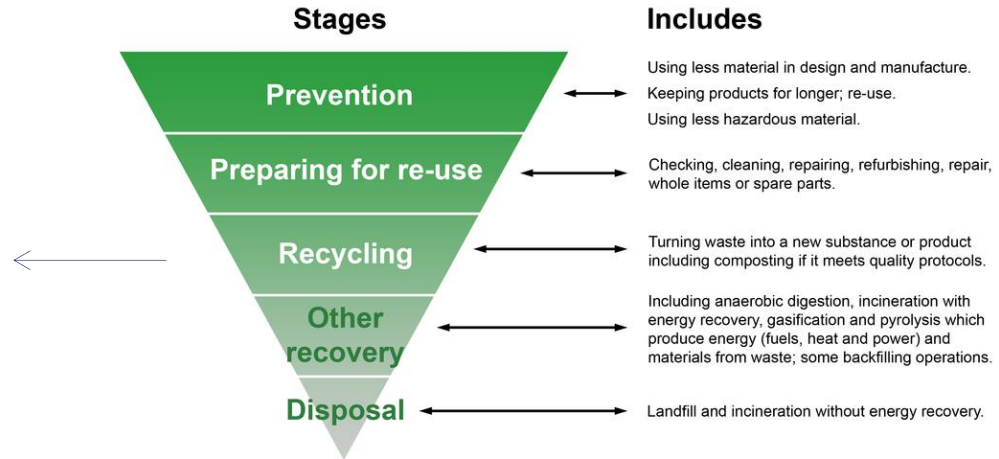 Stages
Includes
Prevention
Using less material in design and manufacture.
Keeping products for longer; re-use.
Using less hazardous material.
Preparing for re-use
Checking, cleaning, repairing, refurbishing, repair,
whole items or spare parts.
Recycling
Turning waste into a new substance or product
including composting if it meets quality protocols.
Other
recovery
Including anaerobic digestion, incineration with
energy recovery, gasification and pyrolysis which
produce energy (fuels, heat and power) and
materials from waste; some backfilling operations.
Disposal
Landfill and incineration without energy recovery.